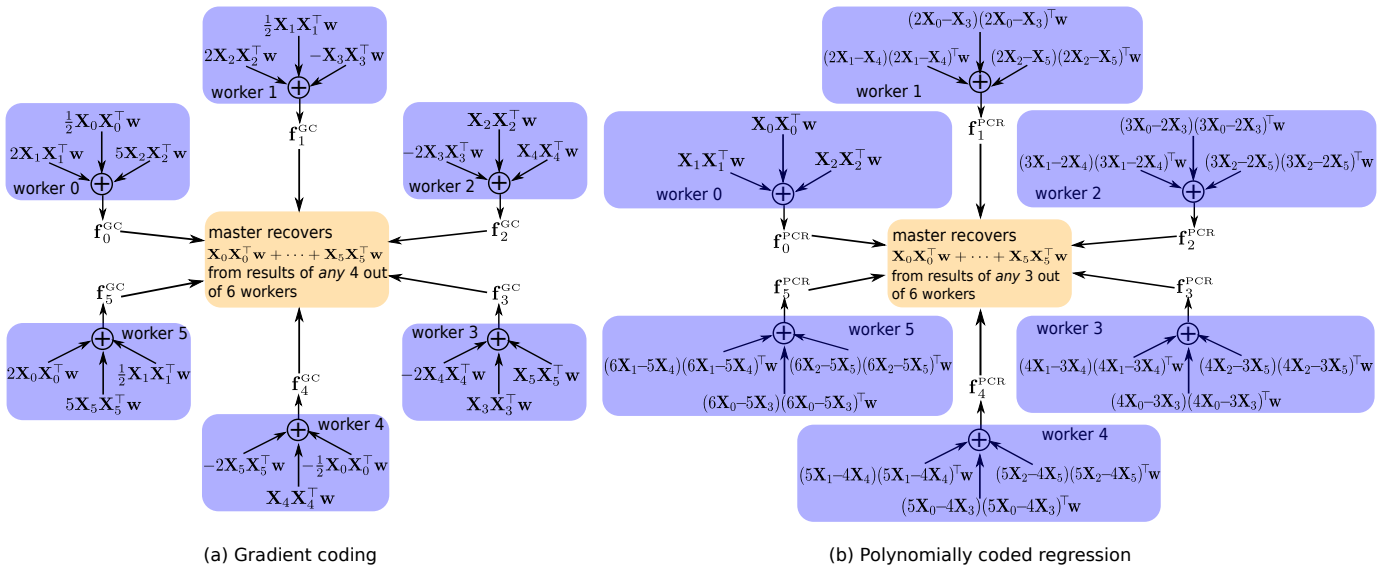 ½X₁X₁ᵀw
2X₂X₂ᵀw
−X₃X₃ᵀw
worker 1
f₁ᴳᶜ
½X₀X₀ᵀw
2X₁X₁ᵀw
5X₂X₂ᵀw
worker 0
f₀ᴳᶜ
X₂X₂ᵀw
−2X₃X₃ᵀw
X₄X₄ᵀw
worker 2
f₂ᴳᶜ
master recovers
X₀X₀ᵀw + ⋯ + X₅X₅ᵀw
from results of any 4 out
of 6 workers
f₅ᴳᶜ
worker 5
2X₀X₀ᵀw
½X₁X₁ᵀw
5X₅X₅ᵀw
f₃ᴳᶜ
worker 3
−2X₄X₄ᵀw
X₅X₅ᵀw
X₃X₃ᵀw
f₄ᴳᶜ
worker 4
−2X₅X₅ᵀw
−½X₀X₀ᵀw
X₄X₄ᵀw
(a) Gradient coding
(2X₀−X₃)(2X₀−X₃)ᵀw
(2X₁−X₄)(2X₁−X₄)ᵀw
(2X₂−X₅)(2X₂−X₅)ᵀw
worker 1
f₁ᴾᶜᴿ
X₀X₀ᵀw
X₁X₁ᵀw
X₂X₂ᵀw
worker 0
f₀ᴾᶜᴿ
(3X₀−2X₃)(3X₀−2X₃)ᵀw
(3X₁−2X₄)(3X₁−2X₄)ᵀw
(3X₂−2X₅)(3X₂−2X₅)ᵀw
worker 2
f₂ᴾᶜᴿ
master recovers
X₀X₀ᵀw + ⋯ + X₅X₅ᵀw
from results of any 3 out
of 6 workers
f₅ᴾᶜᴿ
worker 5
(6X₁−5X₄)(6X₁−5X₄)ᵀw
(6X₂−5X₅)(6X₂−5X₅)ᵀw
(6X₀−5X₃)(6X₀−5X₃)ᵀw
f₃ᴾᶜᴿ
worker 3
(4X₁−3X₄)(4X₁−3X₄)ᵀw
(4X₂−3X₅)(4X₂−3X₅)ᵀw
(4X₀−3X₃)(4X₀−3X₃)ᵀw
f₄ᴾᶜᴿ
worker 4
(5X₁−4X₄)(5X₁−4X₄)ᵀw
(5X₂−4X₅)(5X₂−4X₅)ᵀw
(5X₀−4X₃)(5X₀−4X₃)ᵀw
(b) Polynomially coded regression